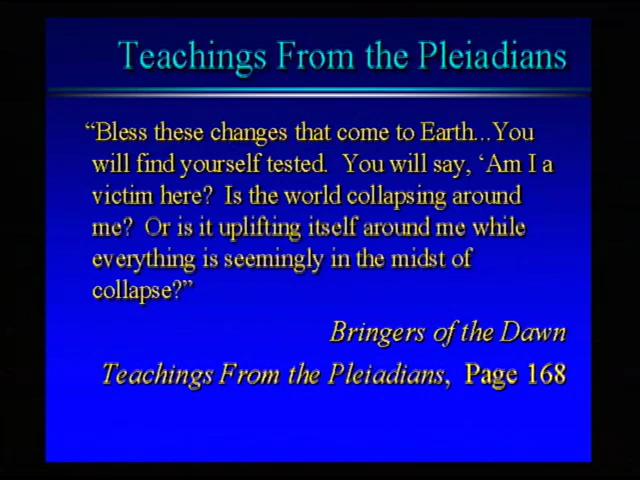 Teachings From the Pleiadians
“Bless these changes that come to Earth...You
will find yourself tested. You will say, ‘Am I a
victim here? Is the world collapsing around
me? Or is it uplifting itself around me while
everything is seemingly in the midst of
collapse?”
Bringers of the Dawn
Teachings From the Pleiadians, Page 168